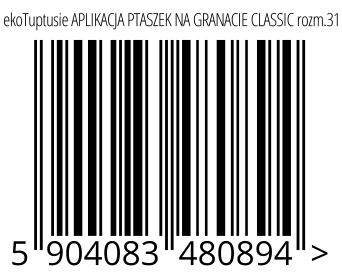 ekoTuptusie APLIKACJA PTASZEK NA GRANACIE CLASSIC rozm.31
5 904083 480894 >